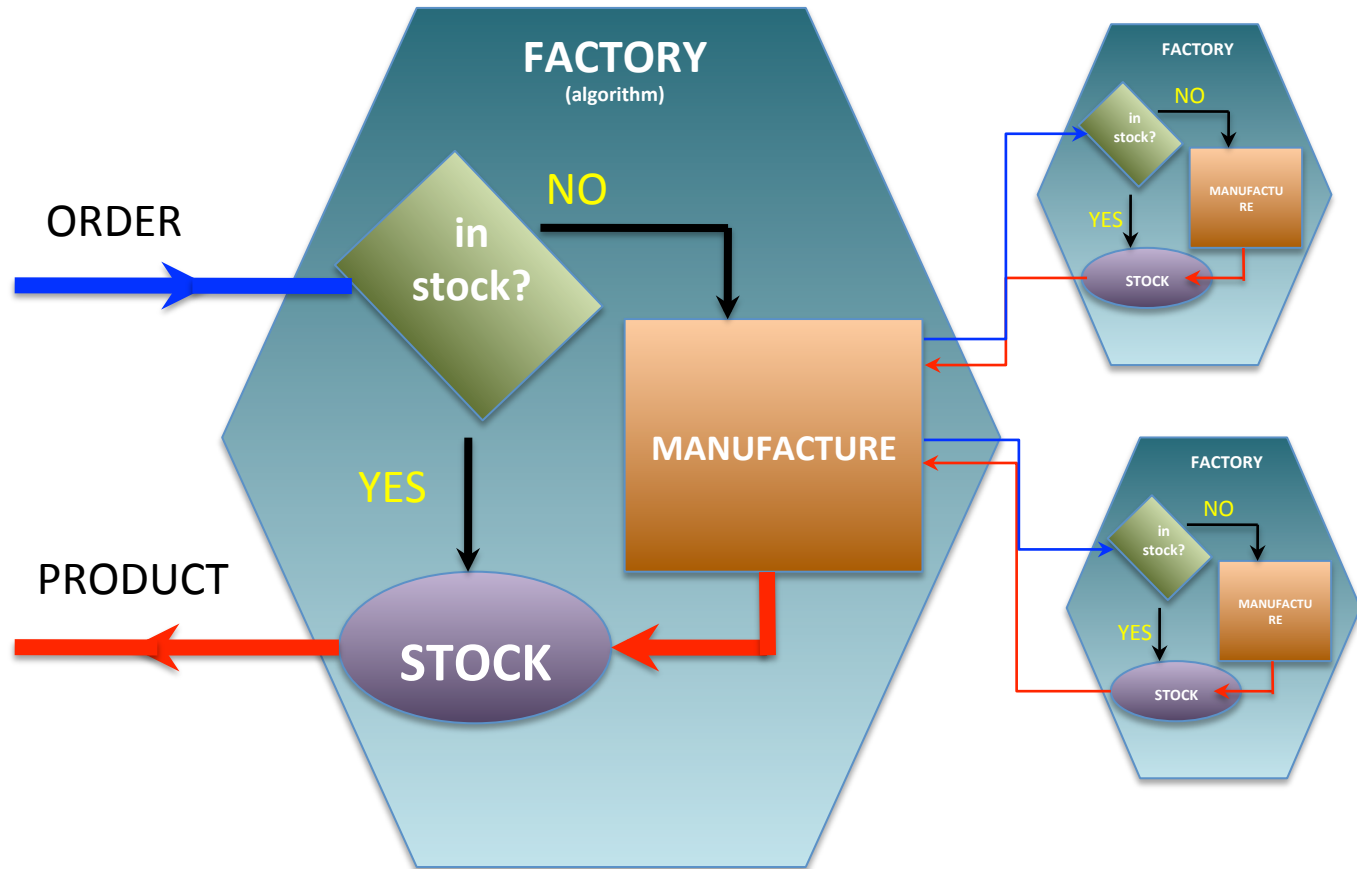 FACTORY
(algorithm)
ORDER
in
stock?
NO
YES
MANUFACTURE
PRODUCT
STOCK
FACTORY
in
stock?
NO
MANUFACTU
RE
YES
STOCK
FACTORY
in
stock?
NO
MANUFACTU
RE
YES
STOCK